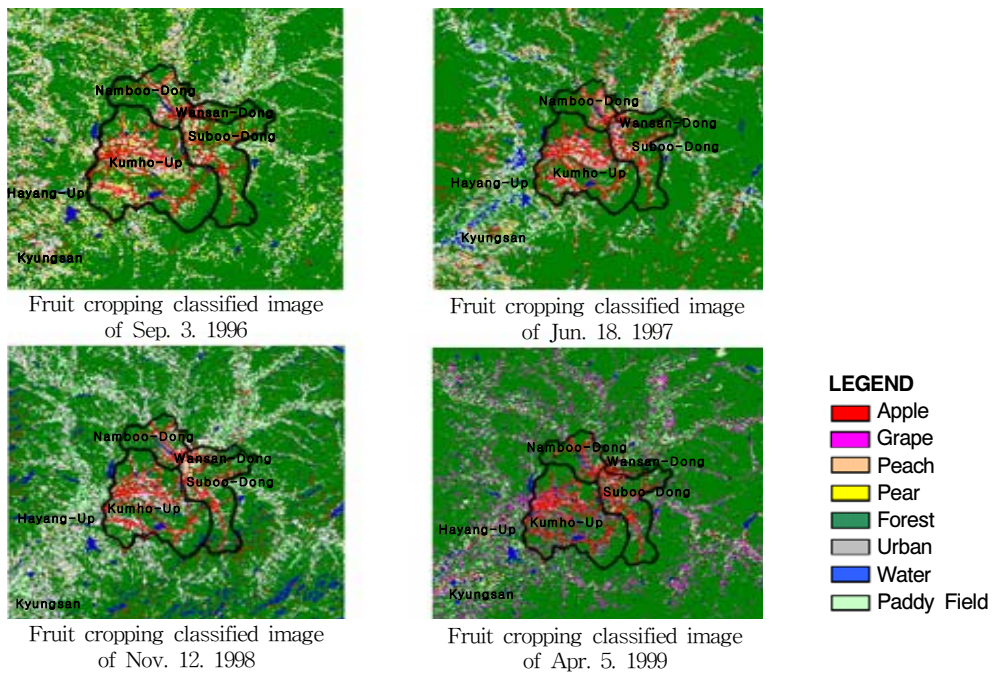 Namboo-Dong
Wansan-Dong
Suboo-Dong
Kumho-Up
Hayang-Up
Kyungsan
Fruit cropping classified image
of Sep. 3. 1996
Namboo-Dong
Wansan-Dong
Suboo-Dong
Kumho-Up
Hayang-Up
Kyungsan
Fruit cropping classified image
of Jun. 18. 1997
Namboo-Dong
Wansan-Dong
Suboo-Dong
Kumho-Up
Hayang-Up
Kyungsan
Fruit cropping classified image
of Nov. 12. 1998
Namboo-Dong
Wansan-Dong
Suboo-Dong
Kumho-Up
Hayang-Up
Kyungsan
Fruit cropping classified image
of Apr. 5. 1999
LEGEND
Apple
Grape
Peach
Pear
Forest
Urban
Water
Paddy Field